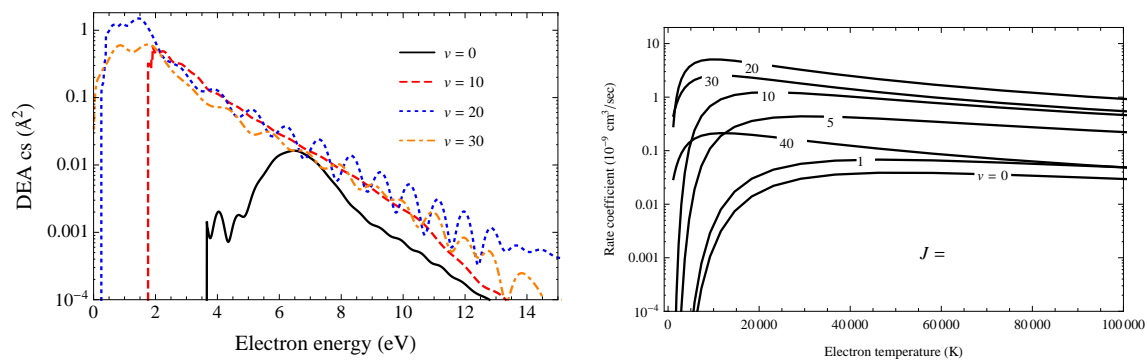 DEA cs (Å²)
1
0.1
0.01
0.001
10⁻⁴
0 2 4 6 8 10 12 14
Electron energy (eV)
v = 0
v = 10
v = 20
v = 30
Rate coefficient (10⁻⁹ cm³/sec)
10
1
0.1
0.01
0.001
10⁻⁴
0 20 000 40 000 60 000 80 000 100 000
Electron temperature (K)
20
30
10
5
40
1
v = 0
J =